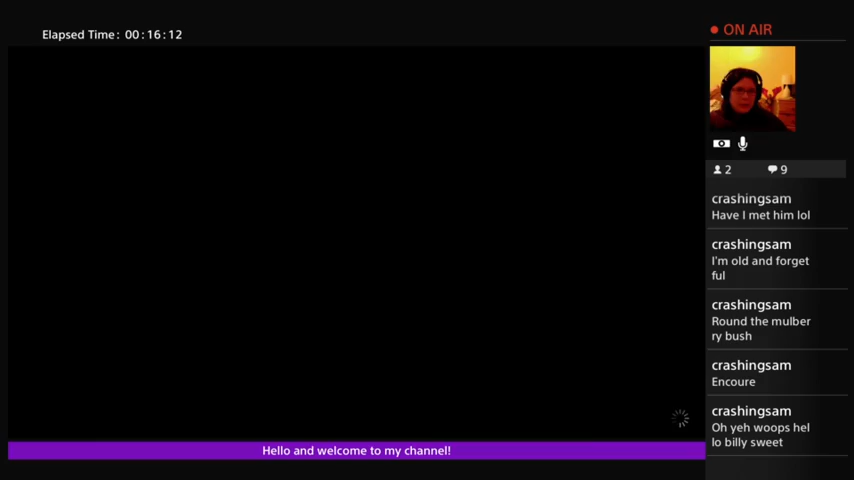 Elapsed Time: 00:16:12
ON AIR
2 9
crashingsam
Have I met him lol
crashingsam
I'm old and forget
ful
crashingsam
Round the mulber
ry bush
crashingsam
Encoure
crashingsam
Oh yeh woops hel
lo billy sweet
Hello and welcome to my channel!